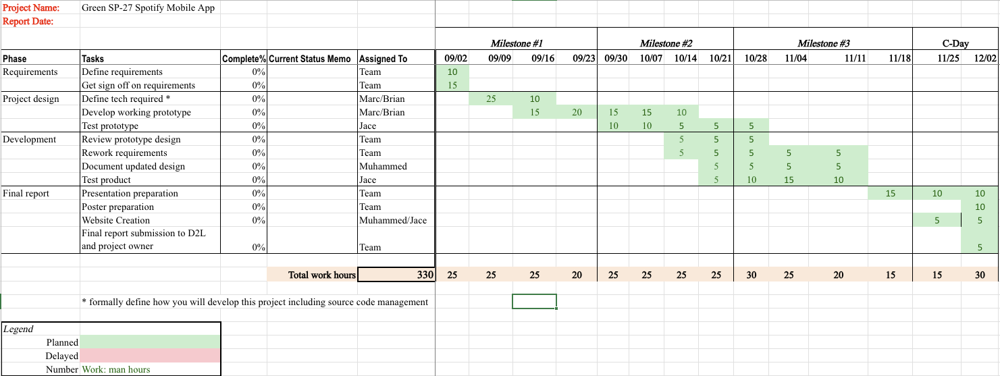 Project Name: Green SP-27 Spotify Mobile App
Report Date:
Milestone #1 Milestone #2 Milestone #3 C-Day
Phase Tasks Complete% Current Status Memo Assigned To 09/02 09/09 09/16 09/23 09/30 10/07 10/14 10/21 10/28 11/04 11/11 11/18 11/25 12/02
Requirements Define requirements 0% Team 10
Get sign off on requirements 0% Team 15
Project design Define tech required * 0% Marc/Brian 25 10
Develop working prototype 0% Marc/Brian 15 20 15 15 10
Test prototype 0% Jace 10 10 5 5 5
Development Review prototype design 0% Team 5 5 5
Rework requirements 0% Team 5 5 5 5 5
Document updated design 0% Muhammed 5 5 5 5
Test product 0% Jace 5 10 15 10
Final report Presentation preparation 0% Team 15 10 10
Poster preparation 0% Team 10
Website Creation 0% Muhammed/Jace 5 5
Final report submission to D2L
and project owner 0% Team 5
Total work hours 330 25 25 25 20 25 25 25 25 30 25 20 15 15 30
* formally define how you will develop this project including source code management
Legend
Planned
Delayed
Number Work: man hours